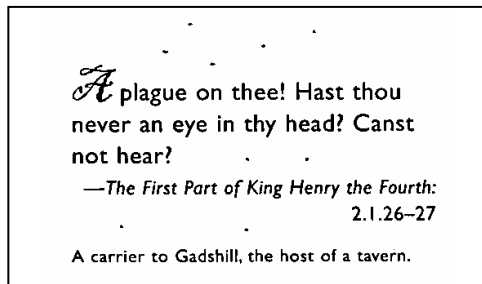 A plague on thee! Hast thou
never an eye in thy head? Canst
not hear?
—The First Part of King Henry the Fourth:
2.1.26–27
A carrier to Gadshill, the host of a tavern.